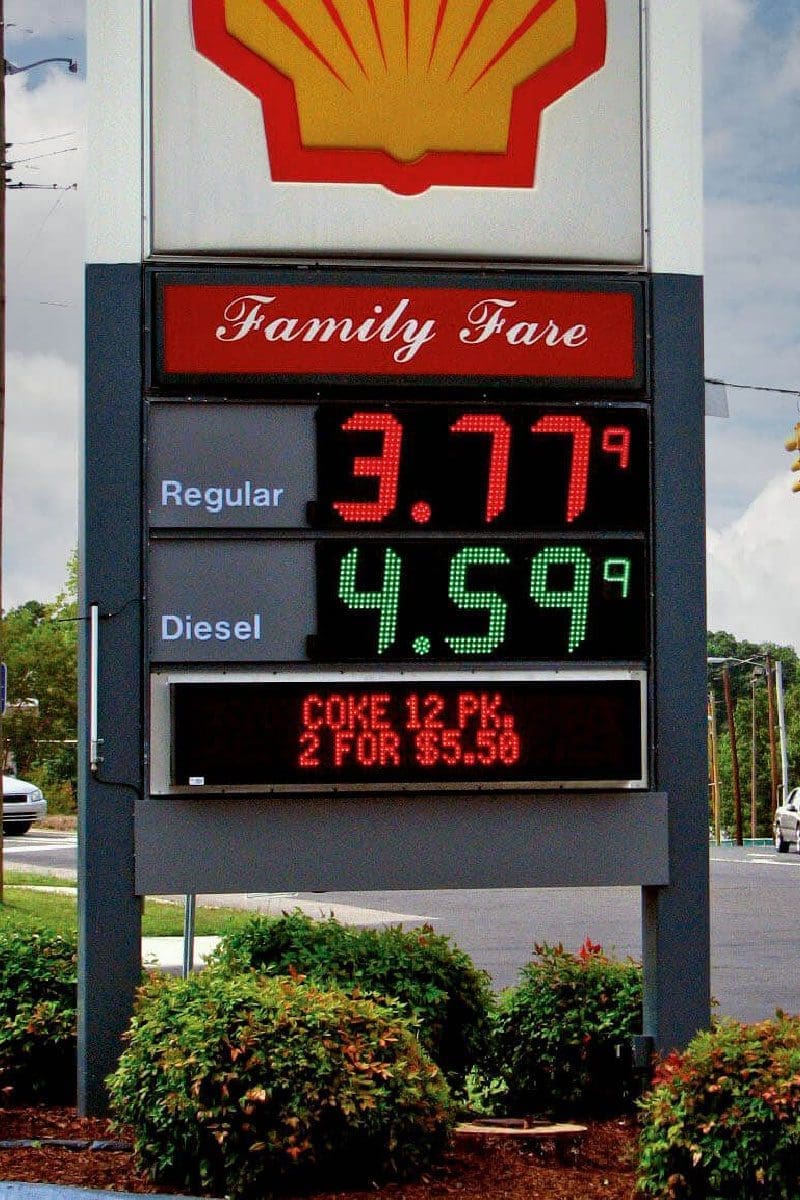 Family Fare
Regular 3.77 9
Diesel 4.59 9
COKE 12 PK.
2 FOR $5.50